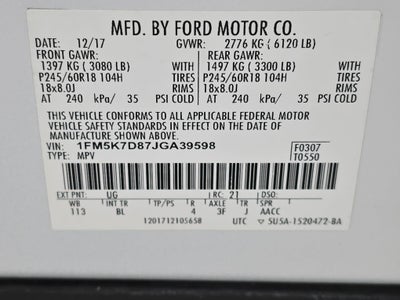 MFD. BY FORD MOTOR CO.
DATE: 12/17 GVWR: 2776 KG ( 6120 LB)
FRONT GAWR: REAR GAWR:
1397 KG ( 3080 LB) WITH 1497 KG ( 3300 LB) WITH
P245/60R18 104H TIRES P245/60R18 104H TIRES
18x8.0J RIMS 18x8.0J RIMS
AT 240 kPa/ 35 PSI COLD AT 240 kPa/ 35 PSI COLD
THIS VEHICLE CONFORMS TO ALL APPLICABLE FEDERAL MOTOR
VEHICLE SAFETY STANDARDS IN EFFECT ON THE DATE OF
MANUFACTURE SHOWN ABOVE.
VIN: 1FM5K7D87JGA39598 F0307
TYPE: MPV T0550
EXT PNT: UG RC: 21 DSO:
WB INT TR TP/PS R AXLE TR SPR
113 BL 4 3F J AACC
1201712105658 UTC 5U5A-1520472-BA